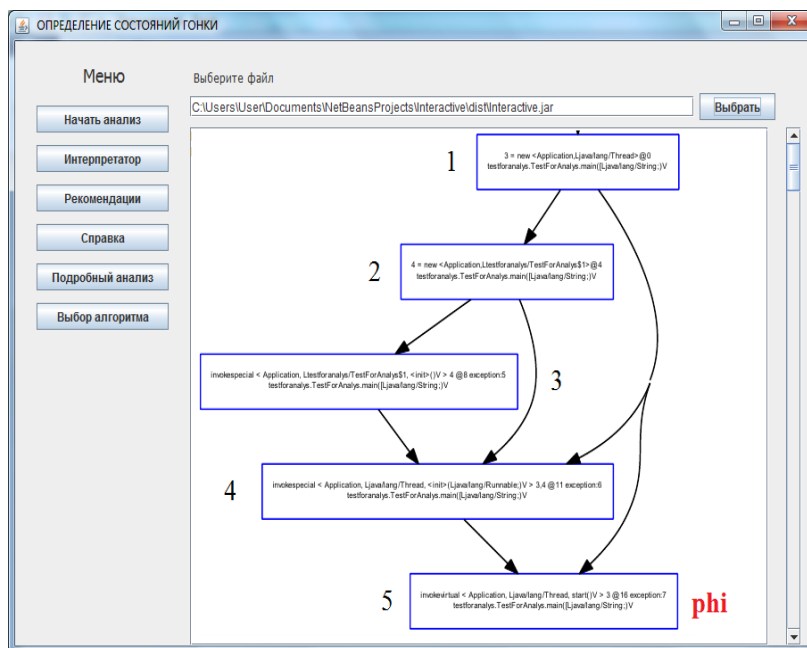 ОПРЕДЕЛЕНИЕ СОСТОЯНИЙ ГОНКИ
Меню
Начать анализ
Интерпретатор
Рекомендации
Справка
Подробный анализ
Выбор алгоритма
Выберите файл
C:\Users\User\Documents\NetBeansProjects\Interactive\dist\Interactive.jar
Выбрать
1
3 = new <Application,Ljava/lang/Thread>@0
testforanalys.TestForAnalys.main([Ljava/lang/String;)V
2
4 = new <Application,Ltestforanalys/TestForAnalys$1>@4
testforanalys.TestForAnalys.main([Ljava/lang/String;)V
invokespecial < Application, Ltestforanalys/TestForAnalys$1, <init>()V > 4 @8 exception:5
testforanalys.TestForAnalys.main([Ljava/lang/String;)V
3
4
invokespecial < Application, Ljava/lang/Thread, <init>(Ljava/lang/Runnable;)V > 3,4 @11 exception:6
testforanalys.TestForAnalys.main([Ljava/lang/String;)V
5
invokevirtual < Application, Ljava/lang/Thread, start()V > 3 @16 exception:7
testforanalys.TestForAnalys.main([Ljava/lang/String;)V
phi